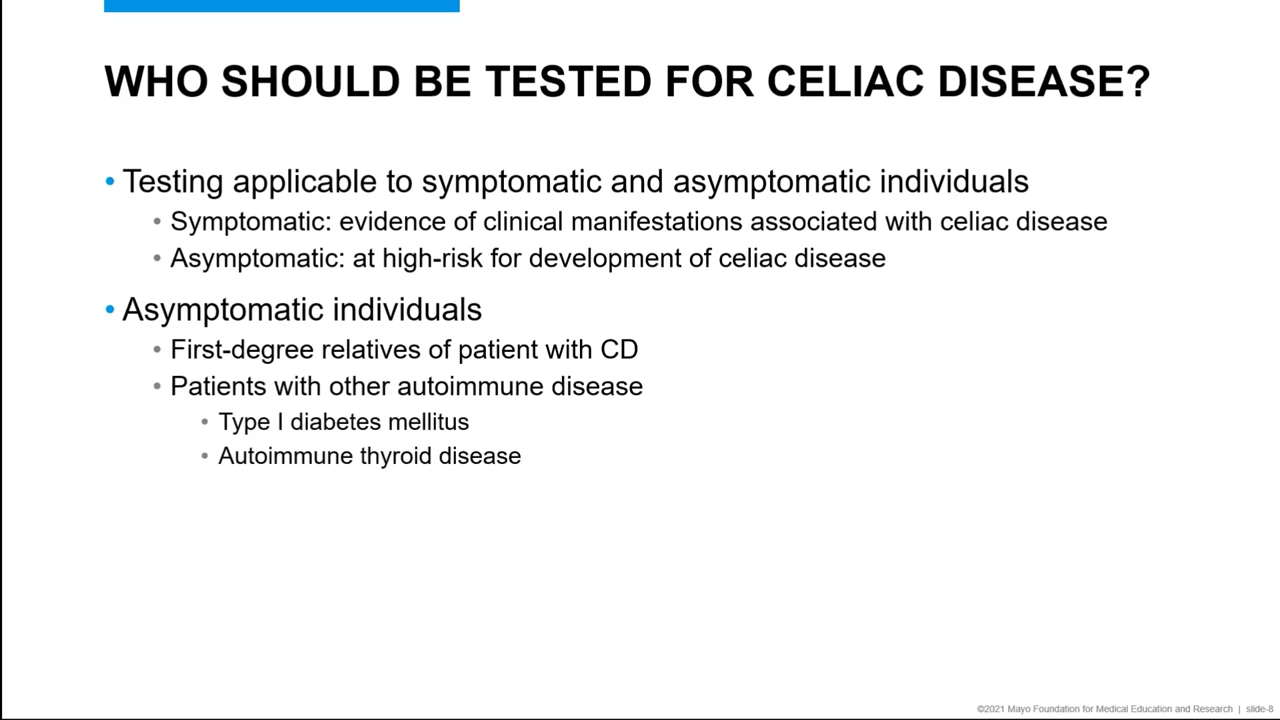 WHO SHOULD BE TESTED FOR CELIAC DISEASE?
• Testing applicable to symptomatic and asymptomatic individuals
• Symptomatic: evidence of clinical manifestations associated with celiac disease
• Asymptomatic: at high-risk for development of celiac disease
• Asymptomatic individuals
• First-degree relatives of patient with CD
• Patients with other autoimmune disease
• Type I diabetes mellitus
• Autoimmune thyroid disease
©2021 Mayo Foundation for Medical Education and Research | slide-8